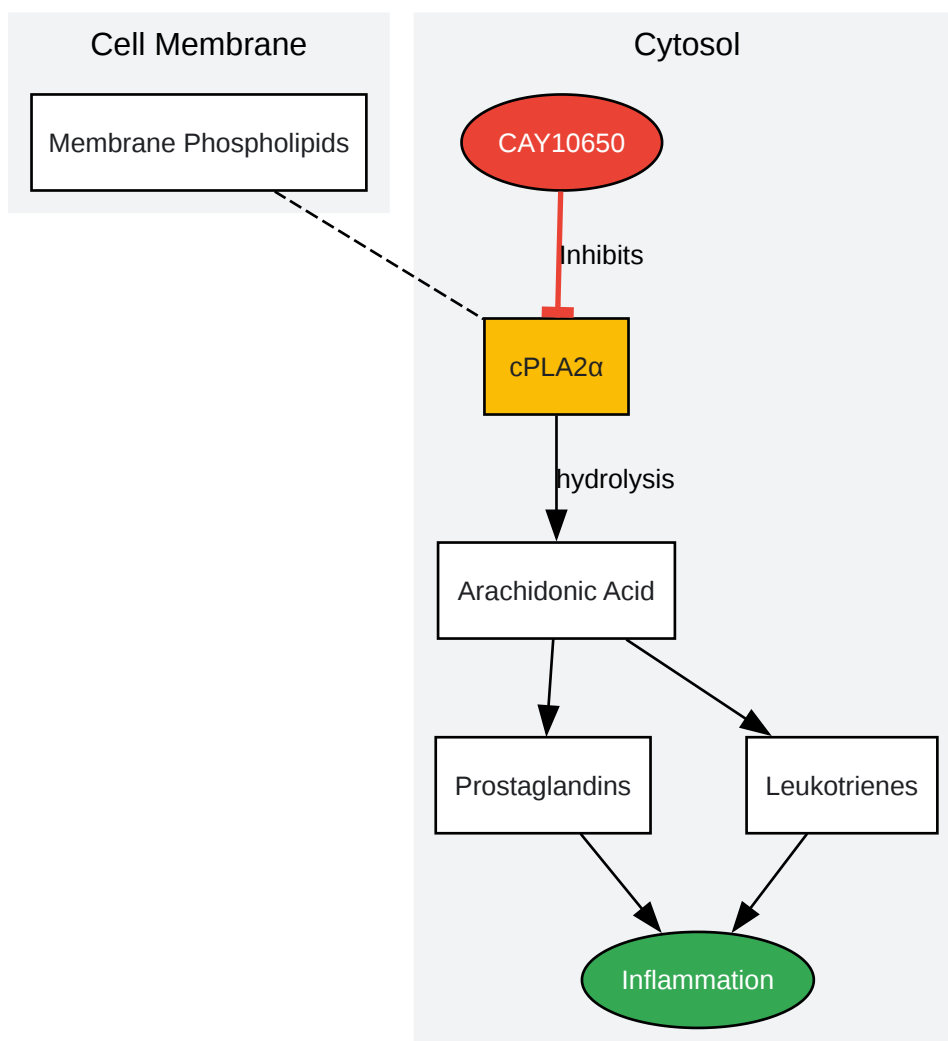 Cell Membrane
Cytosol
Membrane Phospholipids
CAY10650
Inhibits
cPLA2α
hydrolysis
Arachidonic Acid
Prostaglandins
Leukotrienes
Inflammation